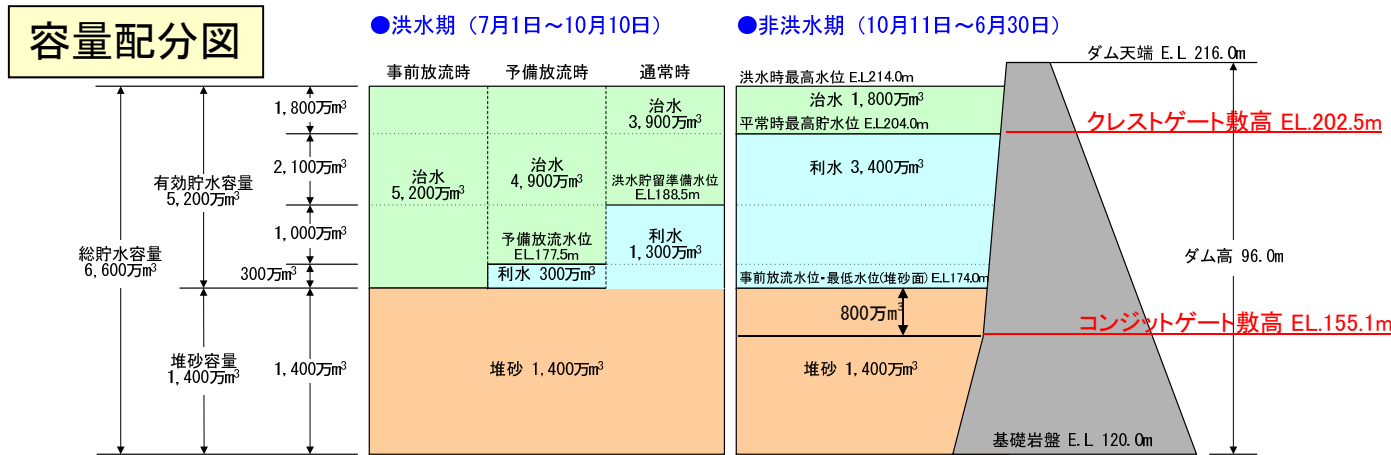 容量配分図
●洪水期（7月1日～10月10日）
●非洪水期（10月11日～6月30日）
ダム天端 E.L 216.0m
事前放流時
予備放流時
通常時
洪水時最高水位 E.L214.0m
1,800万m³
治水
3,900万m³
治水 1,800万m³
平常時最高貯水位 E.L204.0m
クレストゲート敷高 EL.202.5m
2,100万m³
有効貯水容量
5,200万m³
治水
5,200万m³
治水
4,900万m³
洪水貯留準備水位
E.L188.5m
利水 3,400万m³
1,000万m³
総貯水容量
6,600万m³
予備放流水位
EL.177.5m
利水
1,300万m³
ダム高 96.0m
300万m³
利水 300万m³
事前放流水位・最低水位(堆砂面) E.L174.0m
800万m³
コンジットゲート敷高 EL.155.1m
堆砂容量
1,400万m³
1,400万m³
堆砂 1,400万m³
堆砂 1,400万m³
基礎岩盤 E.L 120.0m